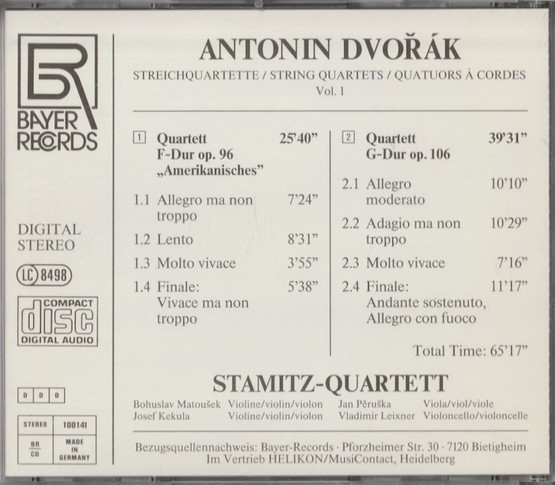 BAYER
RECORDS
DIGITAL
STEREO
LC 8498
COMPACT
disc
DIGITAL AUDIO
D D D
STEREO 100141
BR
CD
MADE
IN
GERMANY
ANTONIN DVOŘÁK
STREICHQUARTETTE / STRING QUARTETS / QUATUORS À CORDES
Vol. 1
1 Quartett 25'40”
F-Dur op. 96
„Amerikanisches”
1.1 Allegro ma non
troppo 7'24”
1.2 Lento 8'31”
1.3 Molto vivace 3'55”
1.4 Finale: 5'38”
Vivace ma non
troppo
2 Quartett 39'31”
G-Dur op. 106
2.1 Allegro 10'10”
moderato
2.2 Adagio ma non 10'29”
troppo
2.3 Molto vivace 7'16”
2.4 Finale: 11'17”
Andante sostenuto,
Allegro con fuoco
Total Time: 65'17”
STAMITZ-QUARTETT
Bohuslav Matoušek Violine/violin/violon Jan Pěruška Viola/viol/viole
Josef Kekula Violine/violin/violon Vladimir Leixner Violoncello/violoncelle
Bezugsquellennachweis: Bayer-Records · Pforzheimer Str. 30 · 7120 Bietigheim
Im Vertrieb HELIKON/MusiContact, Heidelberg